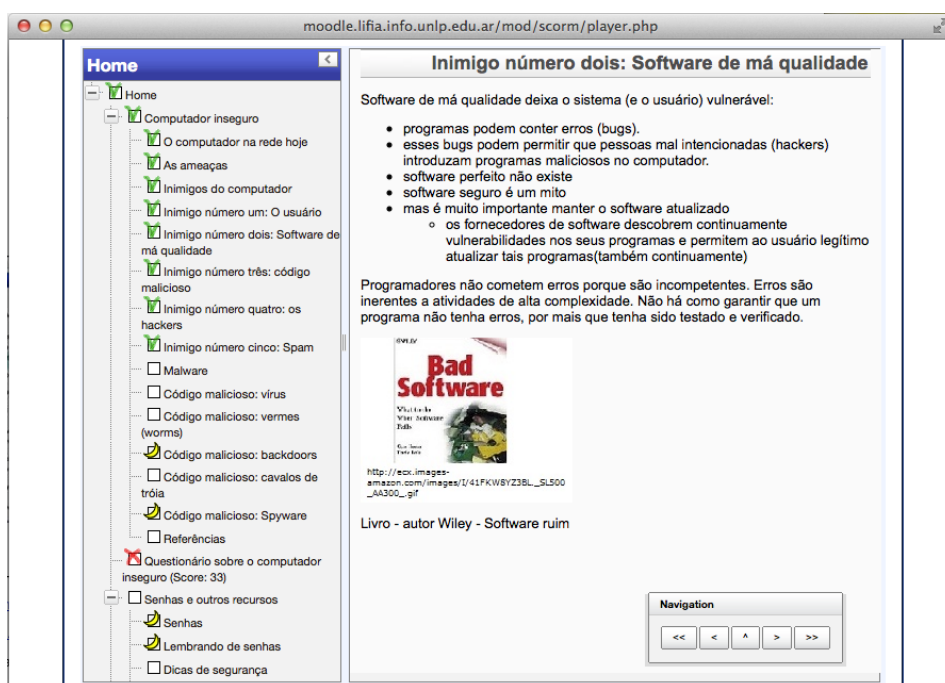 moodle.lifia.info.unlp.edu.ar/mod/scorm/player.php
Home
<
Home
Computador inseguro
O computador na rede hoje
As ameaças
Inimigos do computador
Inimigo número um: O usuário
Inimigo número dois: Software de
má qualidade
Inimigo número três: código
malicioso
Inimigo número quatro: os
hackers
Inimigo número cinco: Spam
Malware
Código malicioso: vírus
Código malicioso: vermes
(worms)
Código malicioso: backdoors
Código malicioso: cavalos de
tróia
Código malicioso: Spyware
Referências
Questionário sobre o computador
inseguro (Score: 33)
Senhas e outros recursos
Senhas
Lembrando de senhas
Dicas de segurança
Inimigo número dois: Software de má qualidade
Software de má qualidade deixa o sistema (e o usuário) vulnerável:
programas podem conter erros (bugs).
esses bugs podem permitir que pessoas mal intencionadas (hackers)
introduzam programas maliciosos no computador.
software perfeito não existe
software seguro é um mito
mas é muito importante manter o software atualizado
os fornecedores de software descobrem continuamente
vulnerabilidades nos seus programas e permitem ao usuário legítimo
atualizar tais programas(também continuamente)
Programadores não cometem erros porque são incompetentes. Erros são
inerentes a atividades de alta complexidade. Não há como garantir que um
programa não tenha erros, por mais que tenha sido testado e verificado.
Bad
Software
What to do
When Software
Fails
http://ecx.images-
amazon.com/images/I/41FKW8YZ3BL._SL500
_AA300_.gif
Livro - autor Wiley - Software ruim
Navigation
<< < ^ > >>